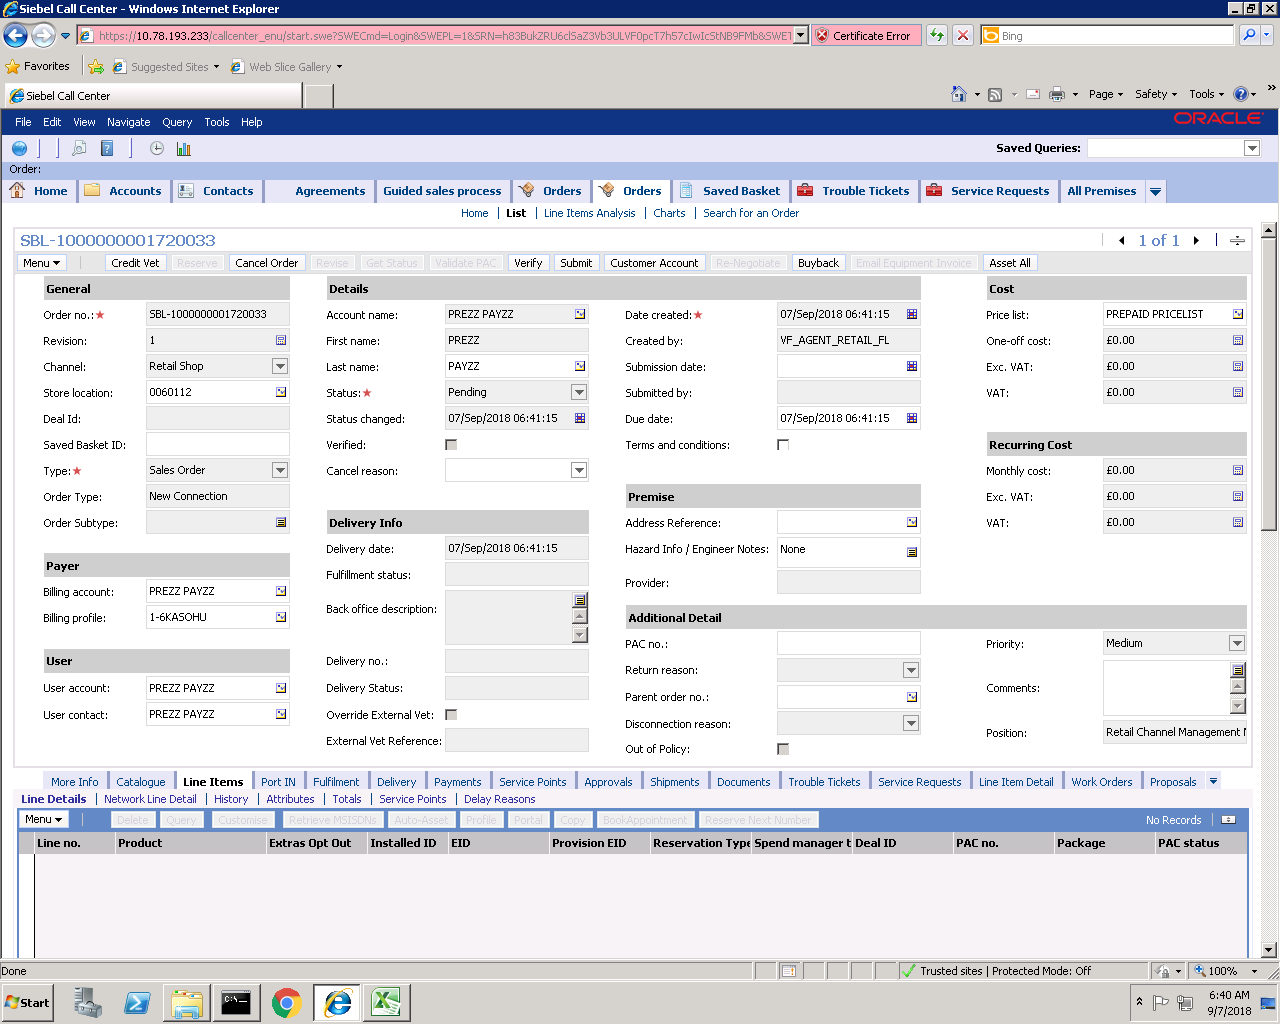 Siebel Call Center - Windows Internet Explorer
https://10.78.193.233/callcenter_enu/start.swe?SWECmd=Login&SWEPL=1&SRN=
Certificate Error
Bing
Favorites
Suggested Sites
Web Slice Gallery
Siebel Call Center
Page
Safety
Tools
File Edit View Navigate Query Tools Help
ORACLE
Saved Queries:
Order:
Home Accounts Contacts Agreements Guided sales process Orders Orders Saved Basket Trouble Tickets Service Requests All Premises
Home | List | Line Items Analysis | Charts | Search for an Order
SBL-1000000001720033
1 of 1
Menu Credit Vet Reserve Cancel Order Revise Get Status Validate PAC Verify Submit Customer Account Re-Negotiate Buyback Email Equipment Invoice Asset All
General
Order no.:★ SBL-1000000001720033
Revision: 1
Channel: Retail Shop
Store location: 0060112
Deal Id:
Saved Basket ID:
Type:★ Sales Order
Order Type: New Connection
Order Subtype:
Payer
Billing account: PREZZ PAYZZ
Billing profile: 1-6KASOHU
User
User account: PREZZ PAYZZ
User contact: PREZZ PAYZZ
Details
Account name: PREZZ PAYZZ
First name: PREZZ
Last name: PAYZZ
Status:★ Pending
Status changed: 07/Sep/2018 06:41:15
Verified:
Cancel reason:
Delivery Info
Delivery date: 07/Sep/2018 06:41:15
Fulfillment status:
Back office description:
Delivery no.:
Delivery Status:
Override External Vet:
External Vet Reference:
Date created:★ 07/Sep/2018 06:41:15
Created by: VF_AGENT_RETAIL_FL
Submission date:
Submitted by:
Due date: 07/Sep/2018 06:41:15
Terms and conditions:
Premise
Address Reference:
Hazard Info / Engineer Notes: None
Provider:
Additional Detail
PAC no.:
Return reason:
Parent order no.:
Disconnection reason:
Out of Policy:
Priority: Medium
Comments:
Position: Retail Channel Management
Cost
Price list: PREPAID PRICELIST
One-off cost: £0.00
Exc. VAT: £0.00
VAT: £0.00
Recurring Cost
Monthly cost: £0.00
Exc. VAT: £0.00
VAT: £0.00
More Info Catalogue Line Items Port IN Fulfilment Delivery Payments Service Points Approvals Shipments Documents Trouble Tickets Service Requests Line Item Detail Work Orders Proposals
Line Details | Network Line Detail | History | Attributes | Totals | Service Points | Delay Reasons
Menu Delete Query Customise Retrieve MSISDNs Auto-Asset Profile Portal Copy BookAppointment Reserve Next Number No Records
Line no. Product Extras Opt Out Installed ID EID Provision EID Reservation Type Spend manager t Deal ID PAC no. Package PAC status
Done
Trusted sites | Protected Mode: Off
100%
Start
6:40 AM
9/7/2018